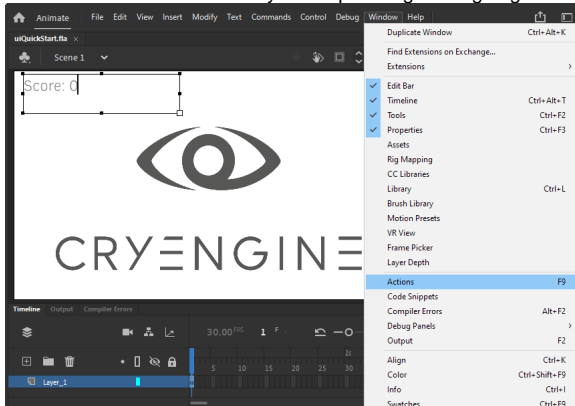 Animate File Edit View Insert Modify Text Commands Control Debug Window Help
uiQuickStart.fla ×
Scene 1
Score: 0
CRYENGINE
Duplicate Window Ctrl+Alt+K
Find Extensions on Exchange...
Extensions
Edit Bar
Timeline Ctrl+Alt+T
Tools Ctrl+F2
Properties Ctrl+F3
Assets
Rig Mapping
CC Libraries
Library Ctrl+L
Brush Library
Motion Presets
VR View
Frame Picker
Layer Depth
Actions F9
Code Snippets
Compiler Errors Alt+F2
Debug Panels
Output F2
Align Ctrl+K
Color Ctrl+Shift+F9
Info Ctrl+I
Swatches Ctrl+F9
Timeline Output Compiler Errors
30.00 FPS 1 F
5 10 15 20 25 30
Layer_1